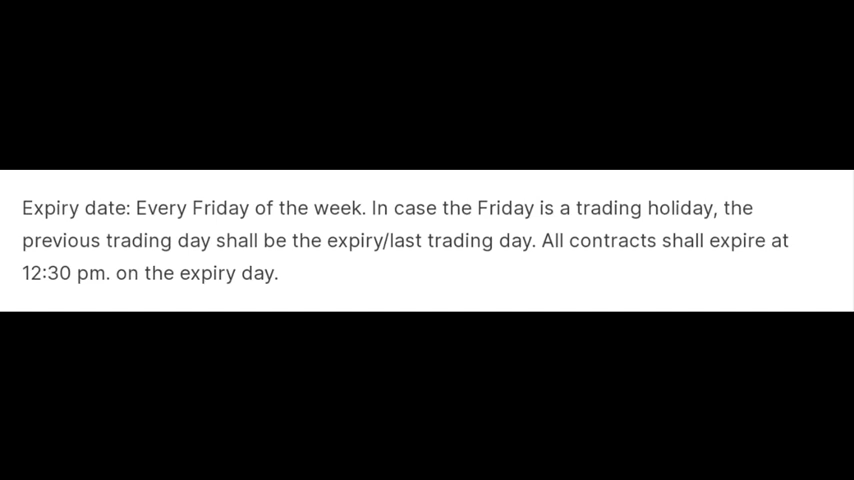 Expiry date: Every Friday of the week. In case the Friday is a trading holiday, the
previous trading day shall be the expiry/last trading day. All contracts shall expire at
12:30 pm. on the expiry day.